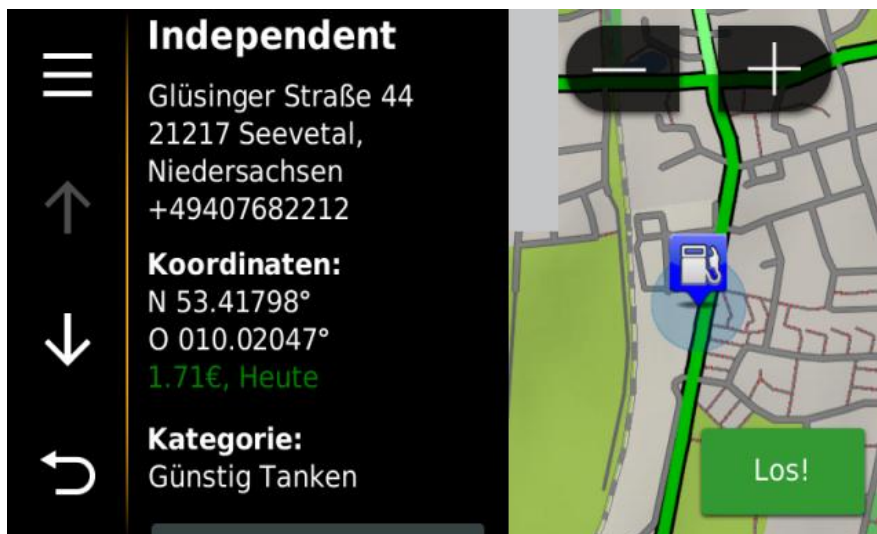 Independent
Glüsinger Straße 44
21217 Seevetal,
Niedersachsen
+49407682212
Koordinaten:
N 53.41798°
O 010.02047°
1.71€, Heute
Kategorie:
Günstig Tanken
Los!